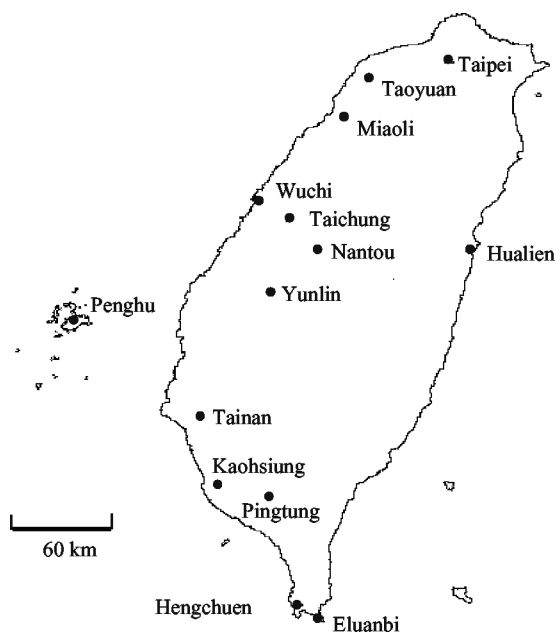 Taipei
Taoyuan
Miaoli
Wuchi
Taichung
Nantou
Hualien
Yunlin
Penghu
Tainan
Kaohsiung
Pingtung
60 km
Hengchuen
Eluanbi